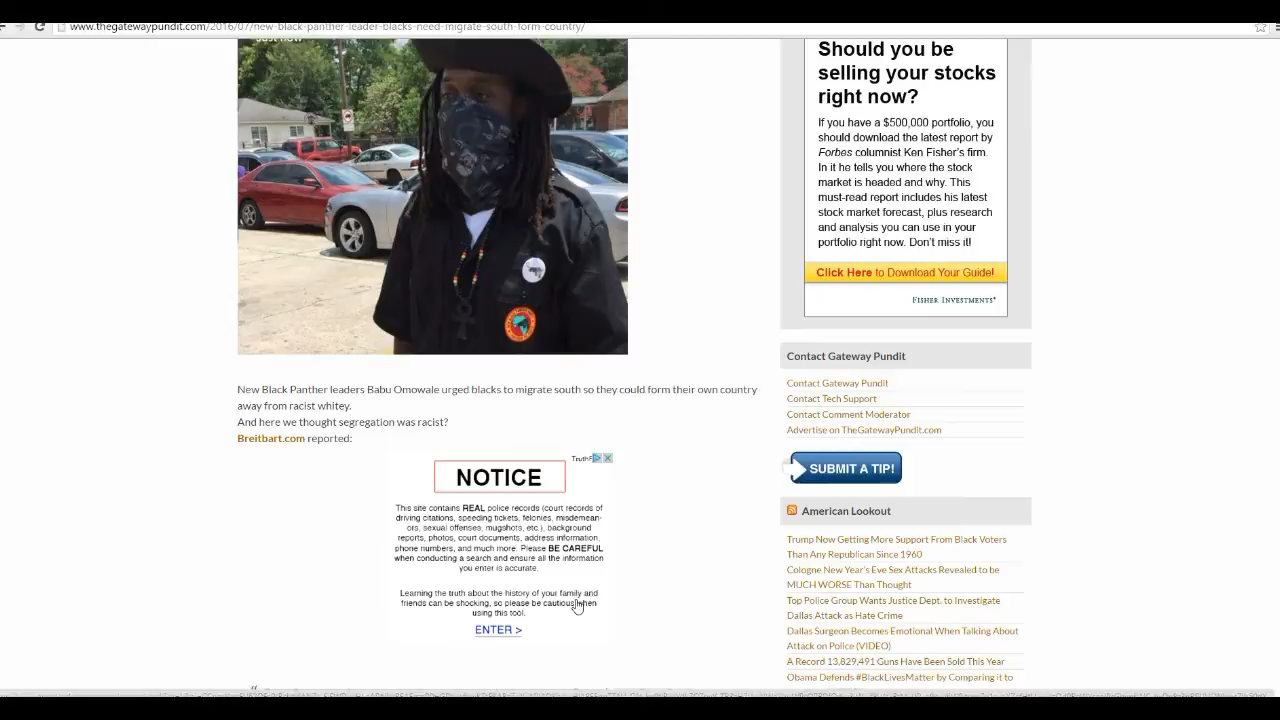 www.thegatewaypundit.com/2016/07/new-black-panther-leader-blacks-need-migrate-south-form-country/
Just now
New Black Panther leaders Babu Omowale urged blacks to migrate south so they could form their own country
away from racist whitey.
And here we thought segregation was racist?
Breitbart.com reported:
NOTICE
This site contains REAL police records (court records of
driving citations, speeding tickets, felonies, misdemean-
ors, sexual offenses, mugshots, etc.), background
reports, photos, court documents, address information,
phone numbers, and much more. Please BE CAREFUL
when conducting a search and ensure all the information
you enter is accurate.
Learning the truth about the history of your family and
friends can be shocking, so please be cautious when
using this tool.
ENTER >
Should you be
selling your stocks
right now?
If you have a $500,000 portfolio, you
should download the latest report by
Forbes columnist Ken Fisher's firm.
In it he tells you where the stock
market is headed and why. This
must-read report includes his latest
stock market forecast, plus research
and analysis you can use in your
portfolio right now. Don't miss it!
Click Here to Download Your Guide!
FISHER INVESTMENTS®
Contact Gateway Pundit
Contact Gateway Pundit
Contact Tech Support
Contact Comment Moderator
Advertise on TheGatewayPundit.com
SUBMIT A TIP!
American Lookout
Trump Now Getting More Support From Black Voters
Than Any Republican Since 1960
Cologne New Year's Eve Sex Attacks Revealed to be
MUCH WORSE Than Thought
Top Police Group Wants Justice Dept. to Investigate
Dallas Attack as Hate Crime
Dallas Surgeon Becomes Emotional When Talking About
Attack on Police (VIDEO)
A Record 13,829,491 Guns Have Been Sold This Year
Obama Defends #BlackLivesMatter by Comparing it to